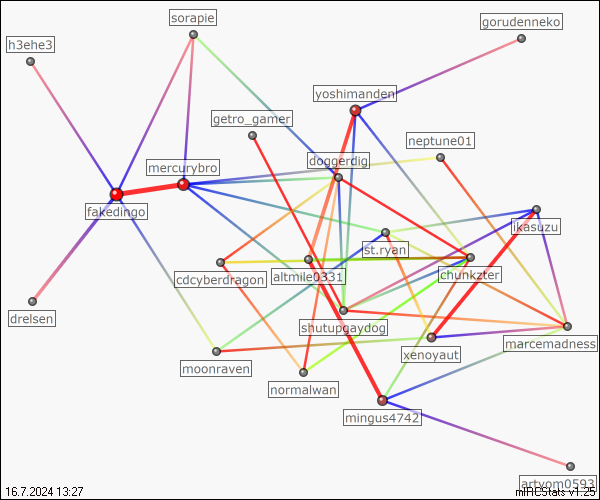 sorapie
gorudenneko
h3ehe3
yoshimanden
getro_gamer
neptune01
doggerdig
mercurybro
fakedingo
ikasuzu
st.ryan
chunkzter
cdcyberdragon
altmile0331
drelsen
shutupgaydog
marcemadness
xenoyaut
moonraven
normalwan
mingus4742
artyom0593
16.7.2024 13:27
mIRCStats v1.25